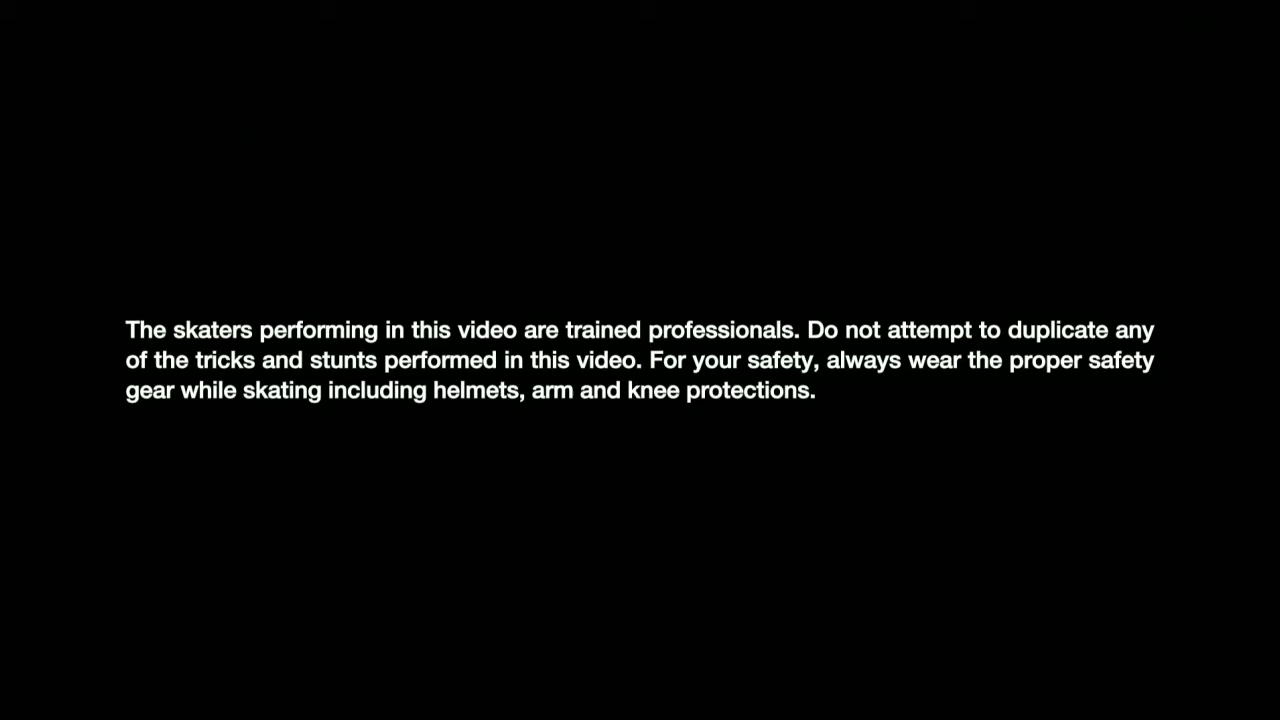 The skaters performing in this video are trained professionals. Do not attempt to duplicate any
of the tricks and stunts performed in this video. For your safety, always wear the proper safety
gear while skating including helmets, arm and knee protections.